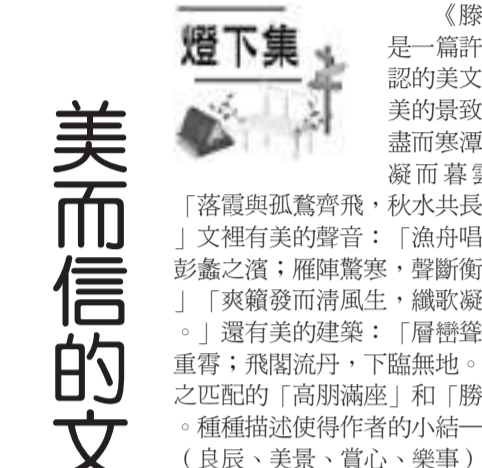 燈下集
美而信的文
《滕
是一篇許
認的美文
美的景致
盡而寒潭
凝而暮雲
「落霞與孤鶩齊飛，秋水共長
」文裡有美的聲音：「漁舟唱
彭蠡之濱；雁陣驚寒，聲斷衡
」「爽籟發而清風生，纖歌凝
。」還有美的建築：「層巒聳
重霄；飛閣流丹，下臨無地。
之匹配的「高朋滿座」和「勝
。種種描述使得作者的小結—
（良辰、美景、賞心、樂事）